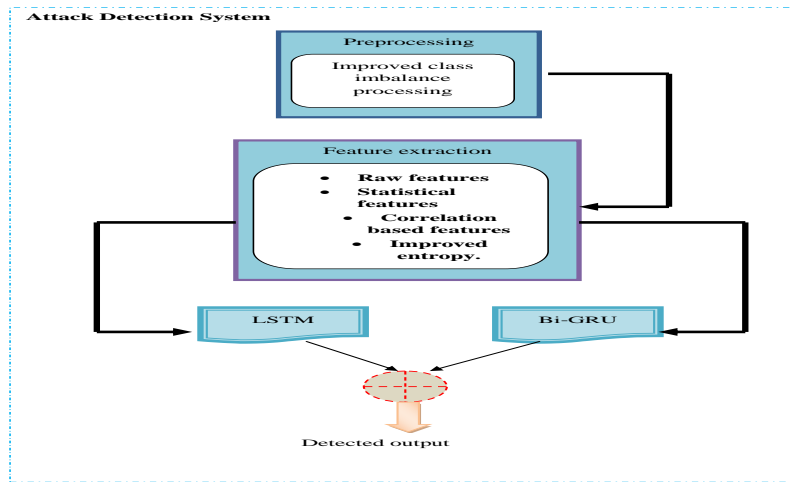 Attack Detection System
Preprocessing
Improved class
imbalance
processing
Feature extraction
• Raw features
• Statistical
features
• Correlation
based features
• Improved
entropy.
LSTM
Bi-GRU
Detected output